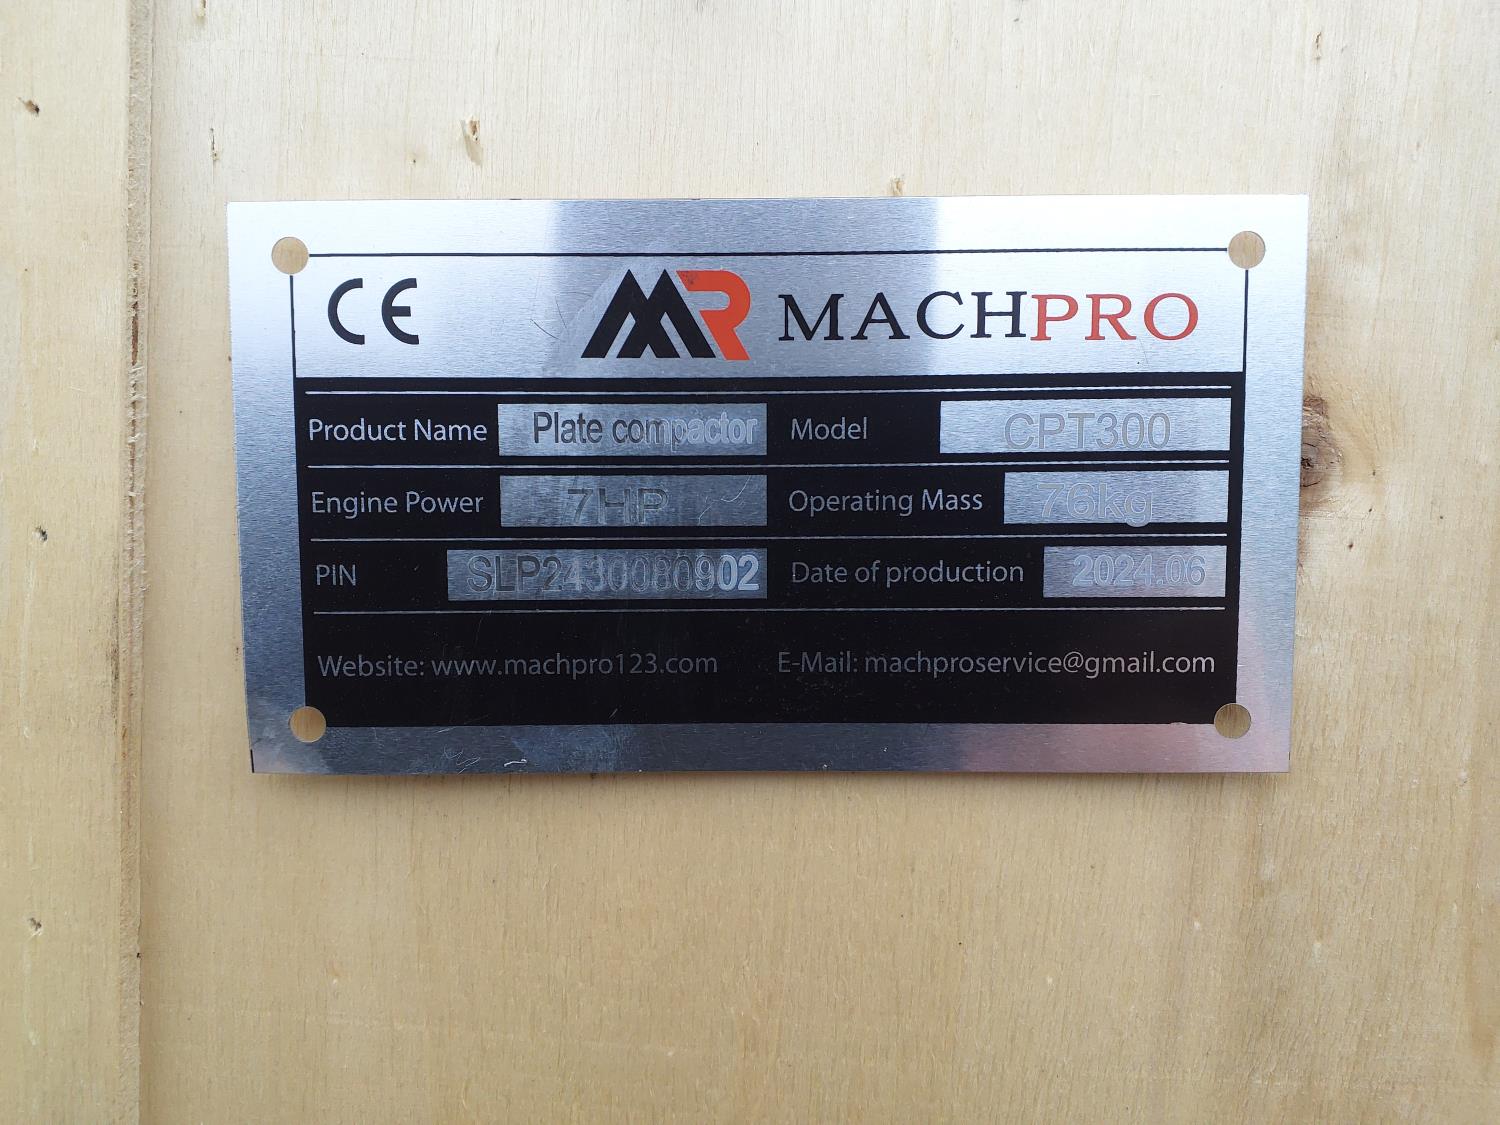 CE MR MACHPRO
Product Name Plate compactor Model CPT300
Engine Power 7HP Operating Mass 76kg
PIN SLP2430080902 Date of production 2024.06
Website: www.machpro123.com E-Mail: machproservice@gmail.com